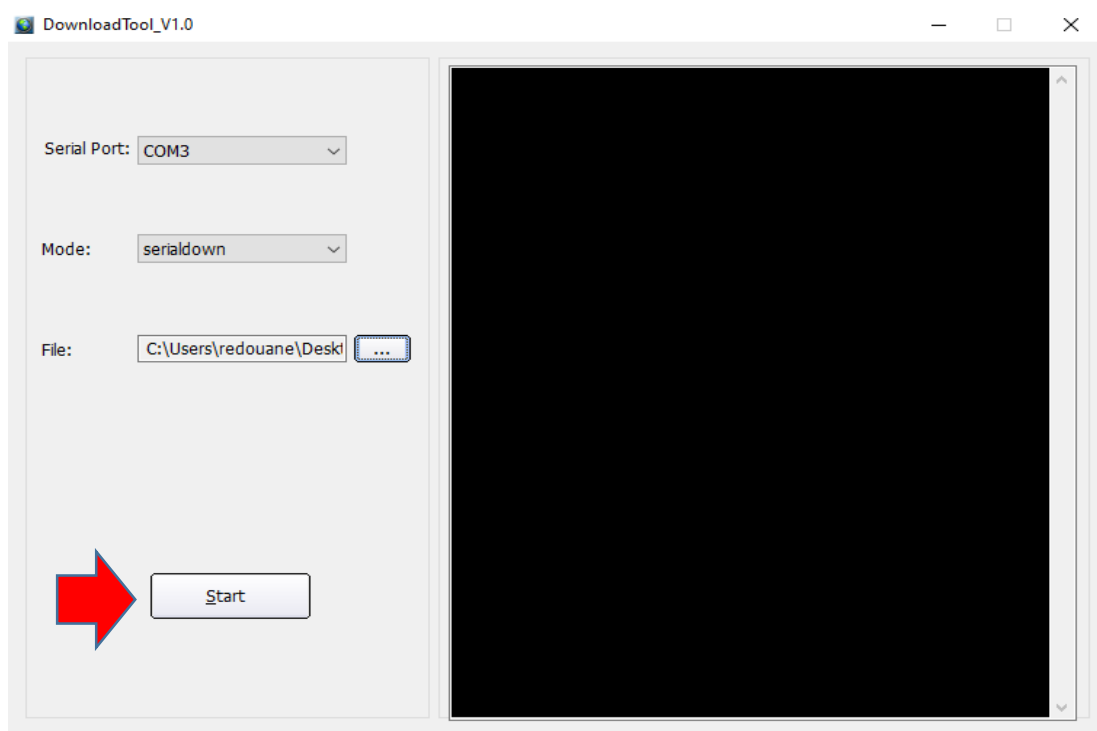 DownloadTool_V1.0
Serial Port: COM3
Mode: serialdown
File: C:\Users\redouane\Deskt ...
Start